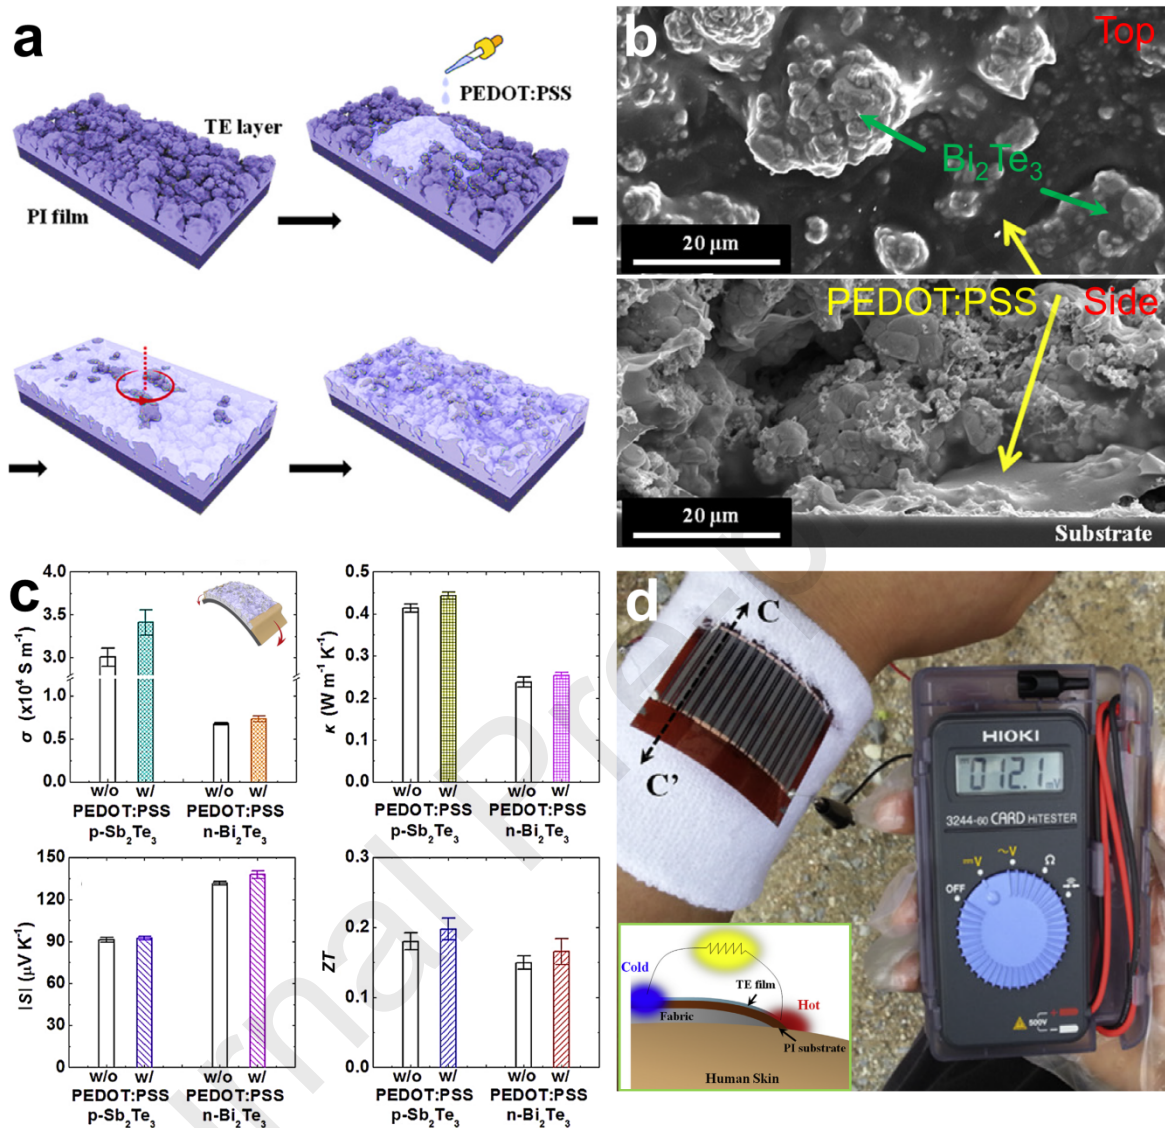 a
TE layer
PI film
PEDOT:PSS
b
Top
Bi₂Te₃
20 µm
PEDOT:PSS
Side
20 µm
Substrate
c
σ (x10⁴ S m⁻¹)
4.0
3.5
3.0
1.0
0.5
0.0
w/o w/ w/o w/
PEDOT:PSS PEDOT:PSS
p-Sb₂Te₃ n-Bi₂Te₃
κ (W m⁻¹ K⁻¹)
0.5
0.4
0.3
0.2
0.1
0.0
w/o w/ w/o w/
PEDOT:PSS PEDOT:PSS
p-Sb₂Te₃ n-Bi₂Te₃
|S| (µV K⁻¹)
150
120
90
60
30
0
w/o w/ w/o w/
PEDOT:PSS PEDOT:PSS
p-Sb₂Te₃ n-Bi₂Te₃
ZT
0.3
0.2
0.1
0.0
w/o w/ w/o w/
PEDOT:PSS PEDOT:PSS
p-Sb₂Te₃ n-Bi₂Te₃
d
C
C'
HIOKI
012.1 mV
3244-60 CARD HiTESTER
OFF
⎓V
~V
Ω
500V
+
−
Cold
TE film
Hot
Fabric
PI substrate
Human Skin